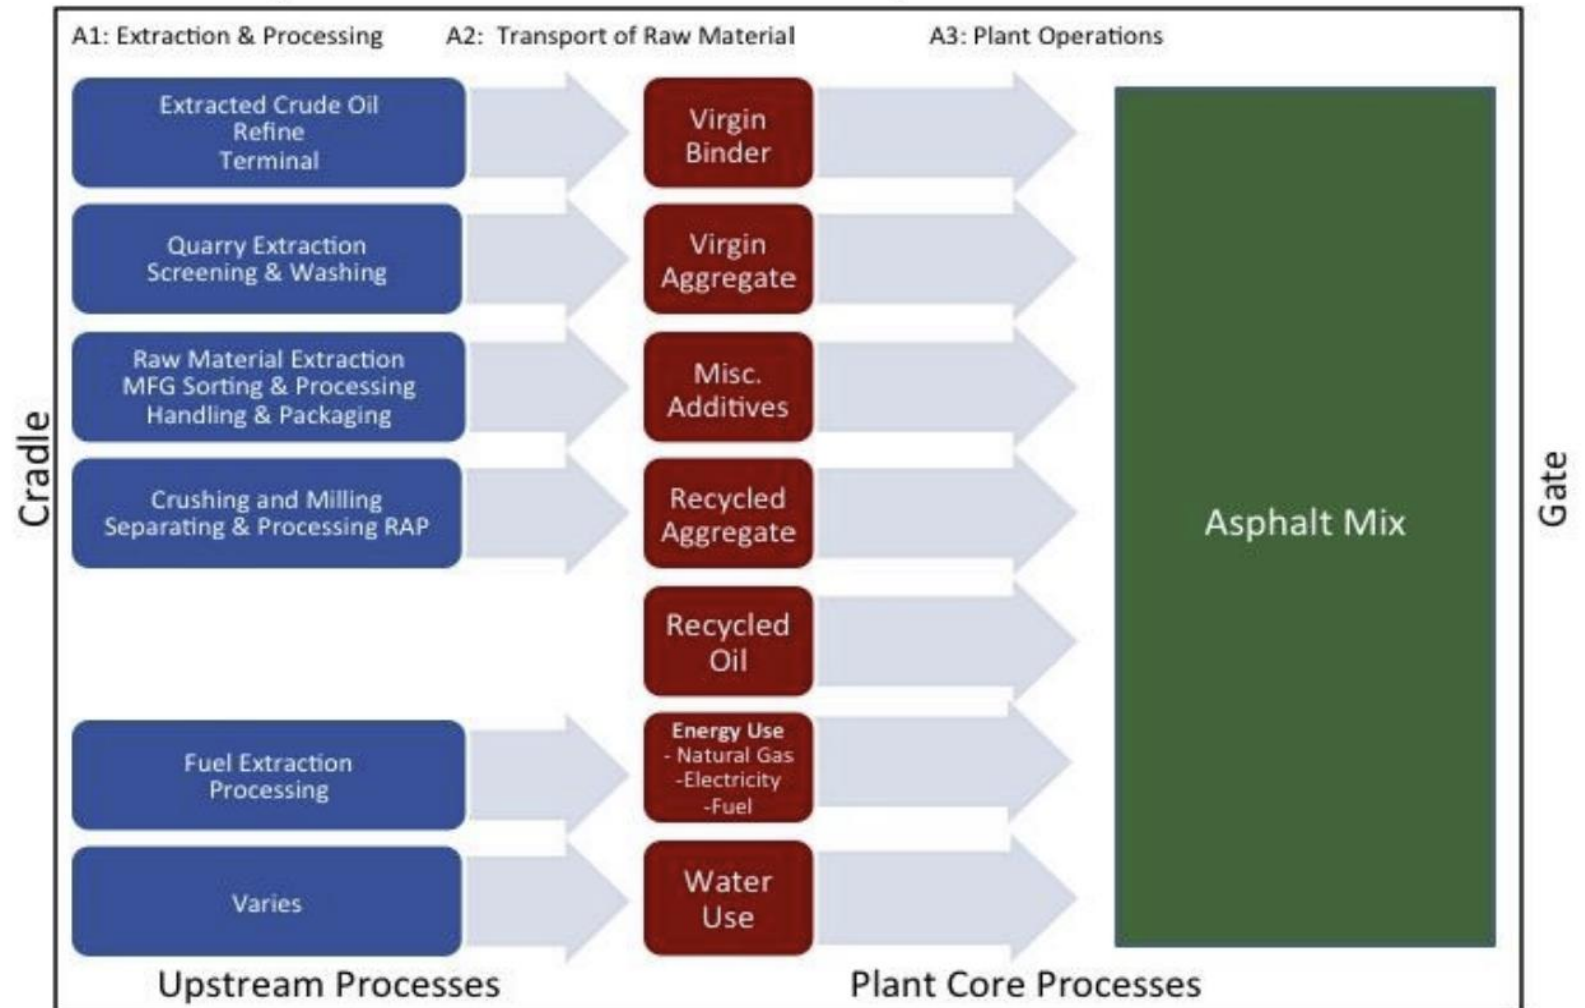 A1: Extraction & Processing
A2: Transport of Raw Material
A3: Plant Operations
Cradle
Extracted Crude Oil
Refine
Terminal
Virgin
Binder
Quarry Extraction
Screening & Washing
Virgin
Aggregate
Raw Material Extraction
MFG Sorting & Processing
Handling & Packaging
Misc.
Additives
Crushing and Milling
Separating & Processing RAP
Recycled
Aggregate
Recycled
Oil
Fuel Extraction
Processing
Energy Use
- Natural Gas
-Electricity
-Fuel
Varies
Water
Use
Asphalt Mix
Gate
Upstream Processes
Plant Core Processes